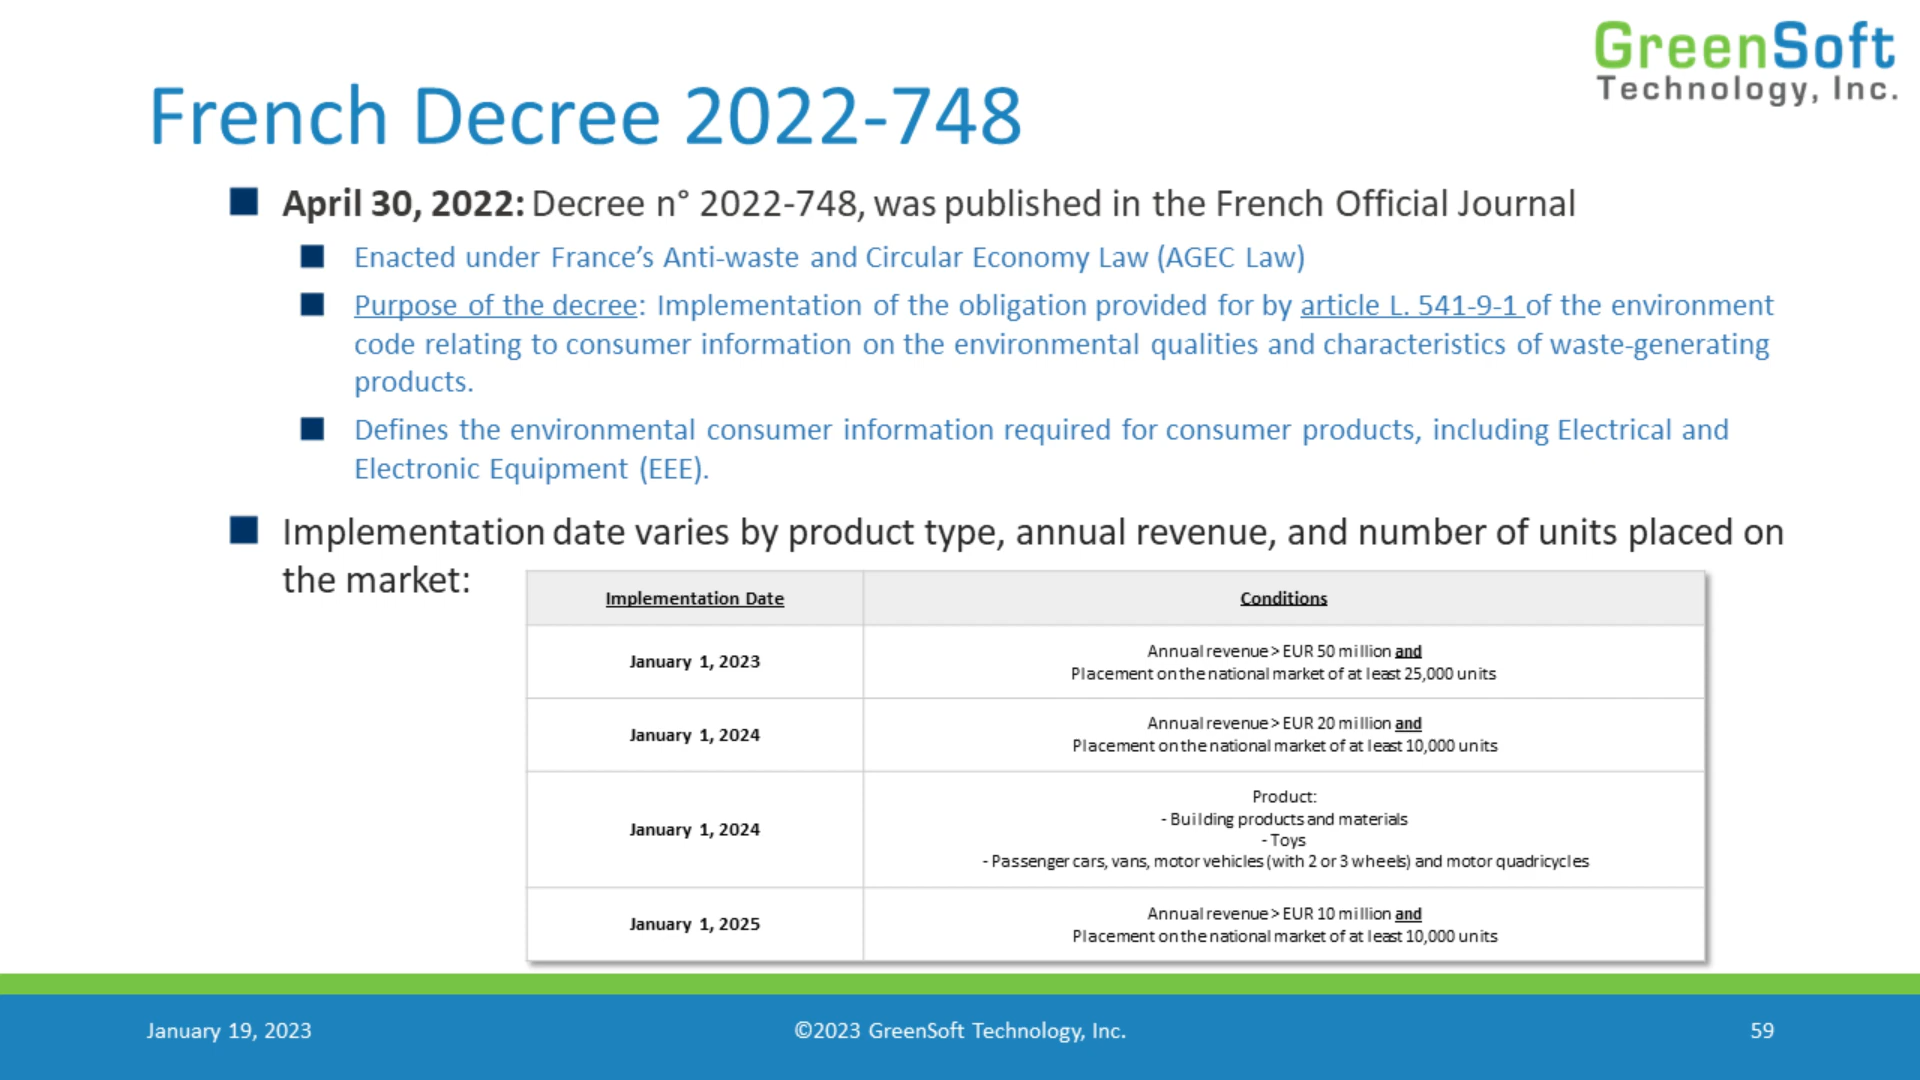 GreenSoft
Technology, Inc.
French Decree 2022-748
April 30, 2022: Decree n° 2022-748, was published in the French Official Journal
Enacted under France’s Anti-waste and Circular Economy Law (AGEC Law)
Purpose of the decree: Implementation of the obligation provided for by article L. 541-9-1 of the environment
code relating to consumer information on the environmental qualities and characteristics of waste-generating
products.
Defines the environmental consumer information required for consumer products, including Electrical and
Electronic Equipment (EEE).
Implementation date varies by product type, annual revenue, and number of units placed on
the market:
Implementation Date
Conditions
January 1, 2023
Annual revenue > EUR 50 million and
Placement on the national market of at least 25,000 units
January 1, 2024
Annual revenue > EUR 20 million and
Placement on the national market of at least 10,000 units
January 1, 2024
Product:
- Building products and materials
- Toys
- Passenger cars, vans, motor vehicles (with 2 or 3 wheels) and motor quadricycles
January 1, 2025
Annual revenue > EUR 10 million and
Placement on the national market of at least 10,000 units
January 19, 2023
©2023 GreenSoft Technology, Inc.
59